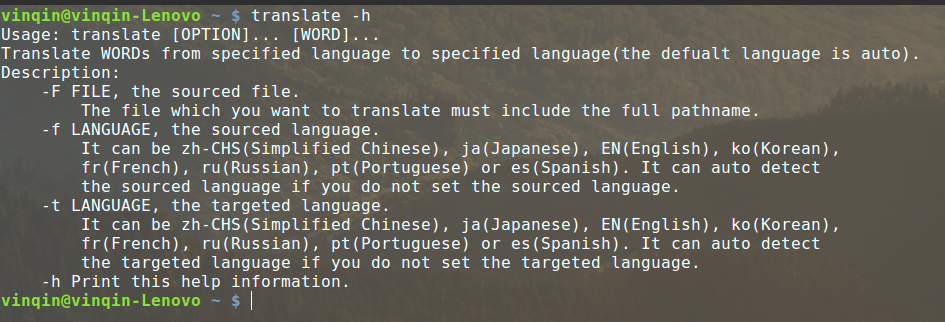 vinqin@vinqin-Lenovo ~ $ translate -h
Usage: translate [OPTION]... [WORD]...
Translate WORDs from specified language to specified language(the defualt language is auto).
Description:
    -F FILE, the sourced file.
        The file which you want to translate must include the full pathname.
    -f LANGUAGE, the sourced language.
        It can be zh-CHS(Simplified Chinese), ja(Japanese), EN(English), ko(Korean),
        fr(French), ru(Russian), pt(Portuguese) or es(Spanish). It can auto detect
        the sourced language if you do not set the sourced language.
    -t LANGUAGE, the targeted language.
        It can be zh-CHS(Simplified Chinese), ja(Japanese), EN(English), ko(Korean),
        fr(French), ru(Russian), pt(Portuguese) or es(Spanish). It can auto detect
        the targeted language if you do not set the targeted language.
    -h Print this help information.
vinqin@vinqin-Lenovo ~ $